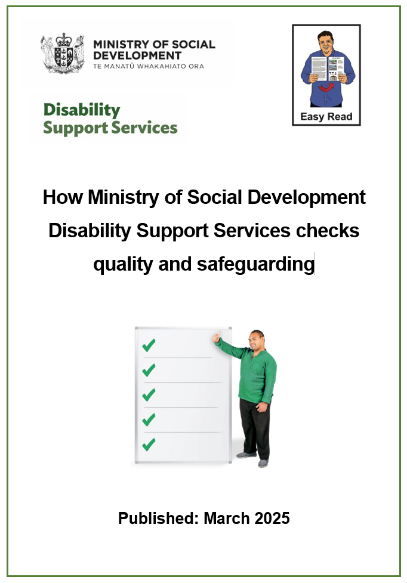 MINISTRY OF SOCIAL
DEVELOPMENT
TE MANATŪ WHAKAHIATO ORA
Easy Read
Disability
Support Services
How Ministry of Social Development
Disability Support Services checks
quality and safeguarding
Published: March 2025